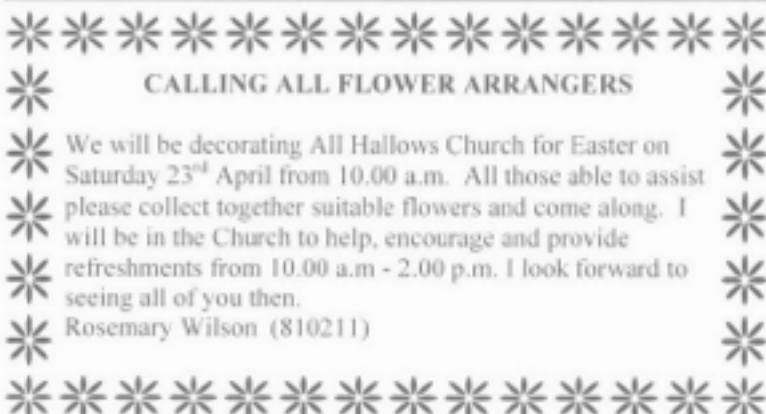 CALLING ALL FLOWER ARRANGERS
We will be decorating All Hallows Church for Easter on
Saturday 23rd April from 10.00 a.m. All those able to assist
please collect together suitable flowers and come along. I
will be in the Church to help, encourage and provide
refreshments from 10.00 a.m - 2.00 p.m. I look forward to
seeing all of you then.
Rosemary Wilson (810211)